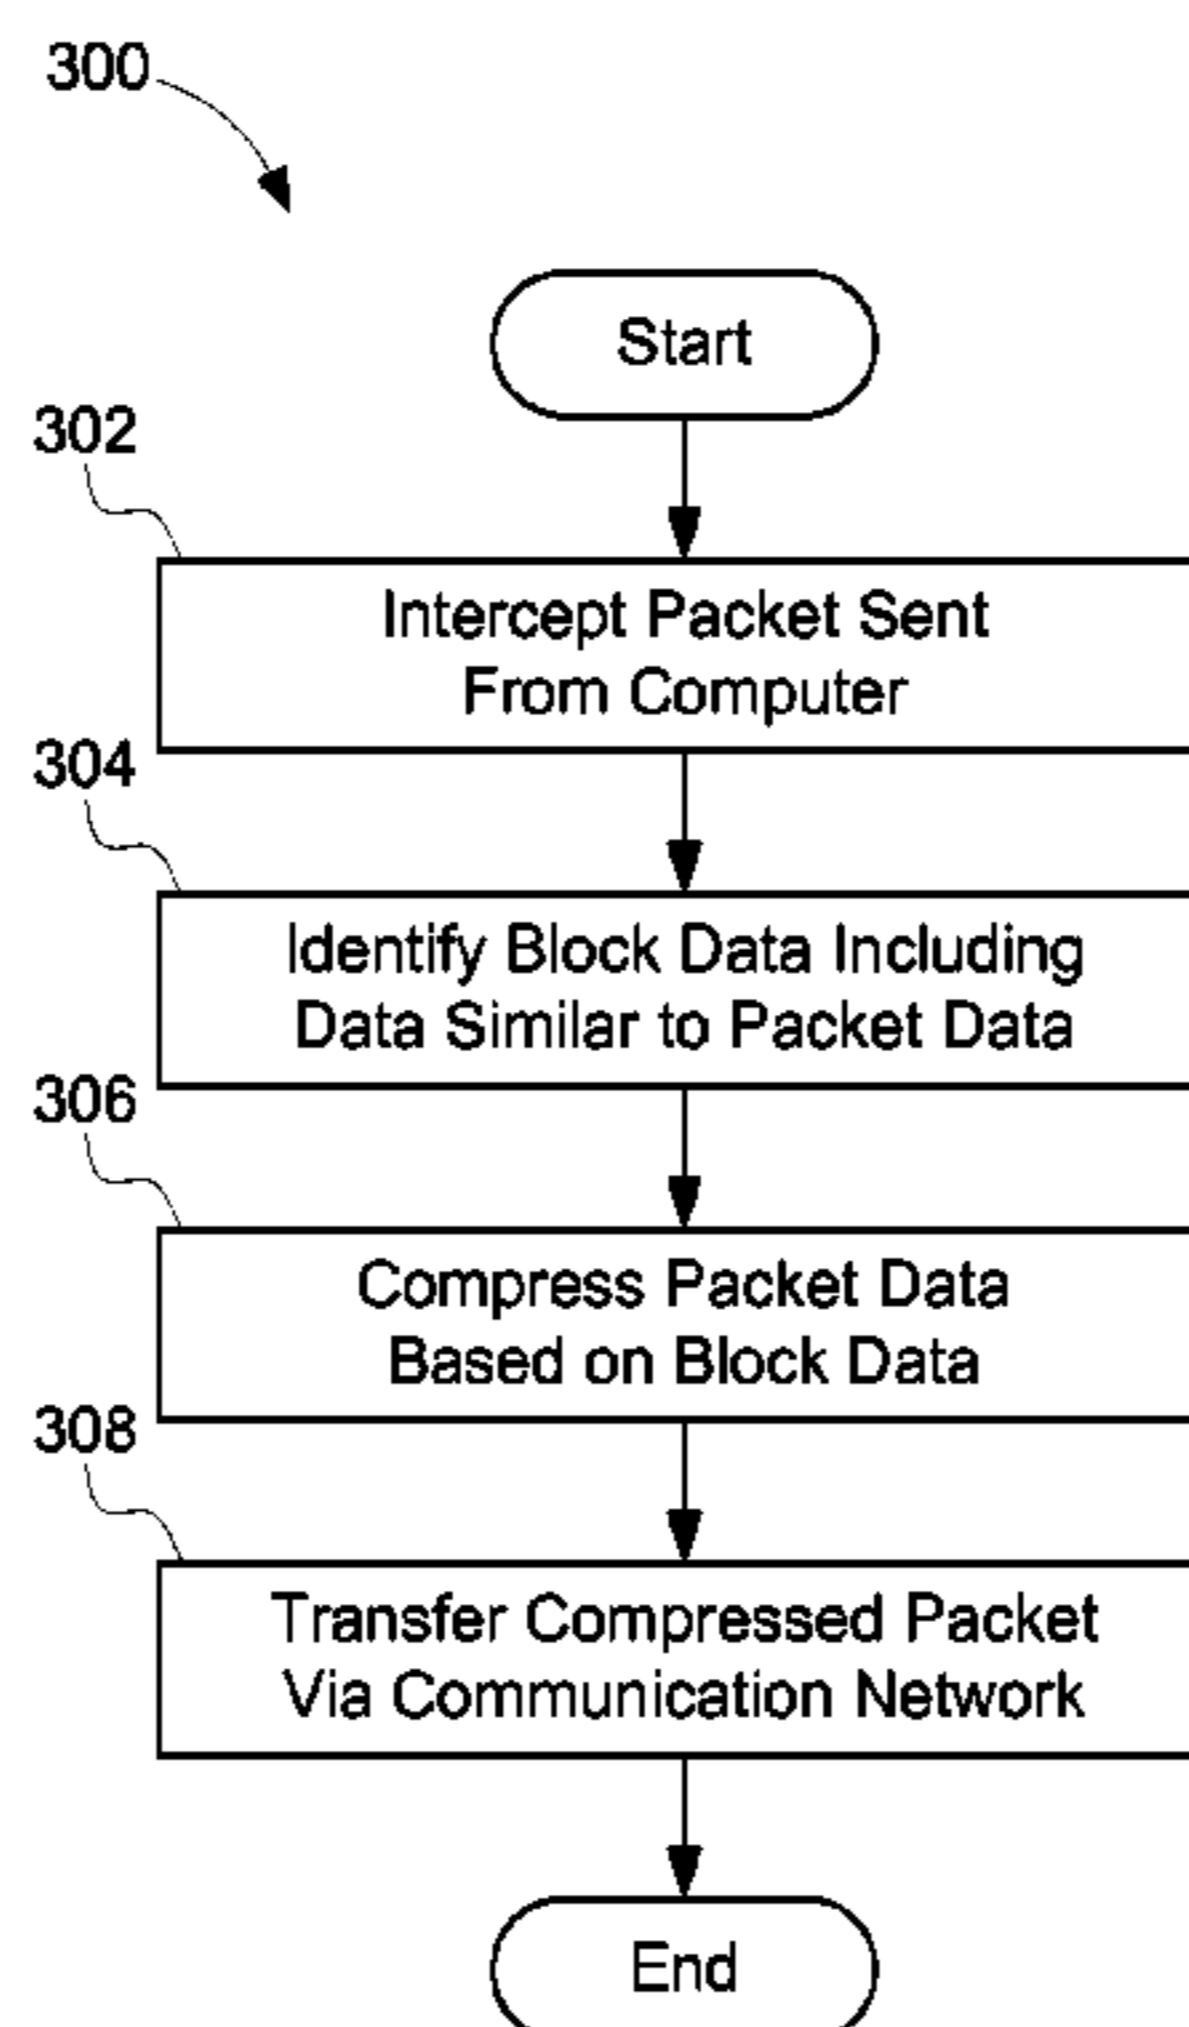 300
Start
302
Intercept Packet Sent
From Computer
304
Identify Block Data Including
Data Similar to Packet Data
306
Compress Packet Data
Based on Block Data
308
Transfer Compressed Packet
Via Communication Network
End